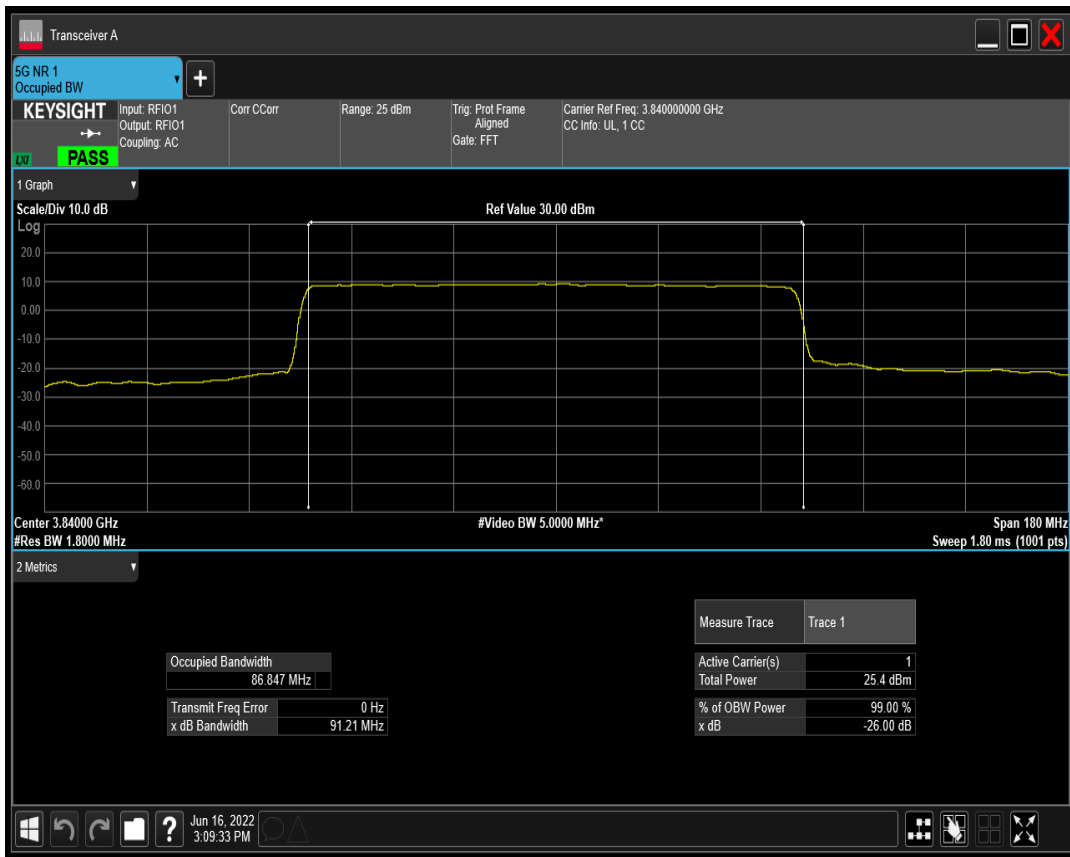 Transceiver A
5G NR 1
Occupied BW
+
KEYSIGHT
LXI
PASS
Input: RFIO1
Output: RFIO1
Coupling: AC
Corr CCorr
Range: 25 dBm
Trig: Prot Frame
Aligned
Gate: FFT
Carrier Ref Freq: 3.840000000 GHz
CC Info: UL, 1 CC
1 Graph
Scale/Div 10.0 dB
Ref Value 30.00 dBm
Log
20.0
10.0
0.00
-10.0
-20.0
-30.0
-40.0
-50.0
-60.0
Center 3.84000 GHz
#Video BW 5.0000 MHz*
Span 180 MHz
#Res BW 1.8000 MHz
Sweep 1.80 ms (1001 pts)
2 Metrics
Measure Trace Trace 1
Occupied Bandwidth
86.847 MHz
Active Carrier(s) 1
Total Power 25.4 dBm
Transmit Freq Error 0 Hz
x dB Bandwidth 91.21 MHz
% of OBW Power 99.00 %
x dB -26.00 dB
?
Jun 16, 2022
3:09:33 PM